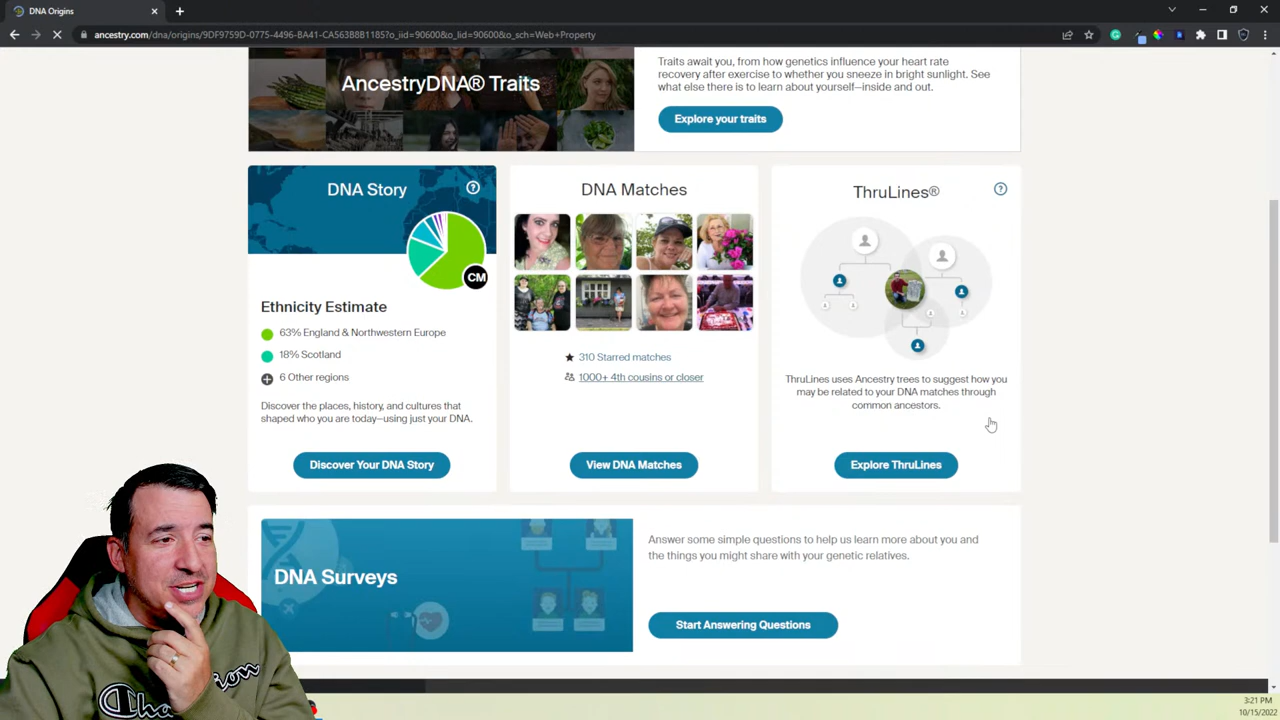 DNA Origins
ancestry.com/dna/origins/9DF9759D-0775-4496-BA41-CA563B8B1185?o_iid=90600&o_lid=90600&o_sch=Web+Property
AncestryDNA® Traits
Traits await you, from how genetics influence your heart rate
recovery after exercise to whether you sneeze in bright sunlight. See
what else there is to learn about yourself—inside and out.
Explore your traits
DNA Story
?
CM
Ethnicity Estimate
63% England & Northwestern Europe
18% Scotland
6 Other regions
Discover the places, history, and cultures that
shaped who you are today—using just your DNA.
Discover Your DNA Story
DNA Matches
310 Starred matches
1000+ 4th cousins or closer
View DNA Matches
ThruLines®
?
ThruLines uses Ancestry trees to suggest how you
may be related to your DNA matches through
common ancestors.
Explore ThruLines
DNA Surveys
Answer some simple questions to help us learn more about you and
the things you might share with your genetic relatives.
Start Answering Questions
3:21 PM
10/15/2022